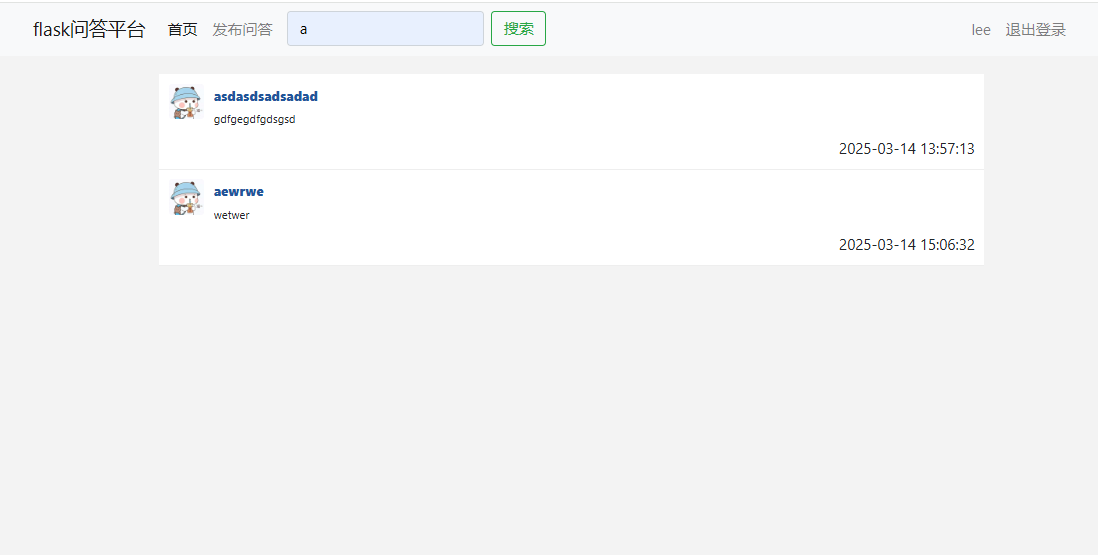 flask问答平台 首页 发布问答 a 搜索 lee 退出登录
asdasdsadsadad
gdfgegdfgdsgsd
2025-03-14 13:57:13
aewrwe
wetwer
2025-03-14 15:06:32